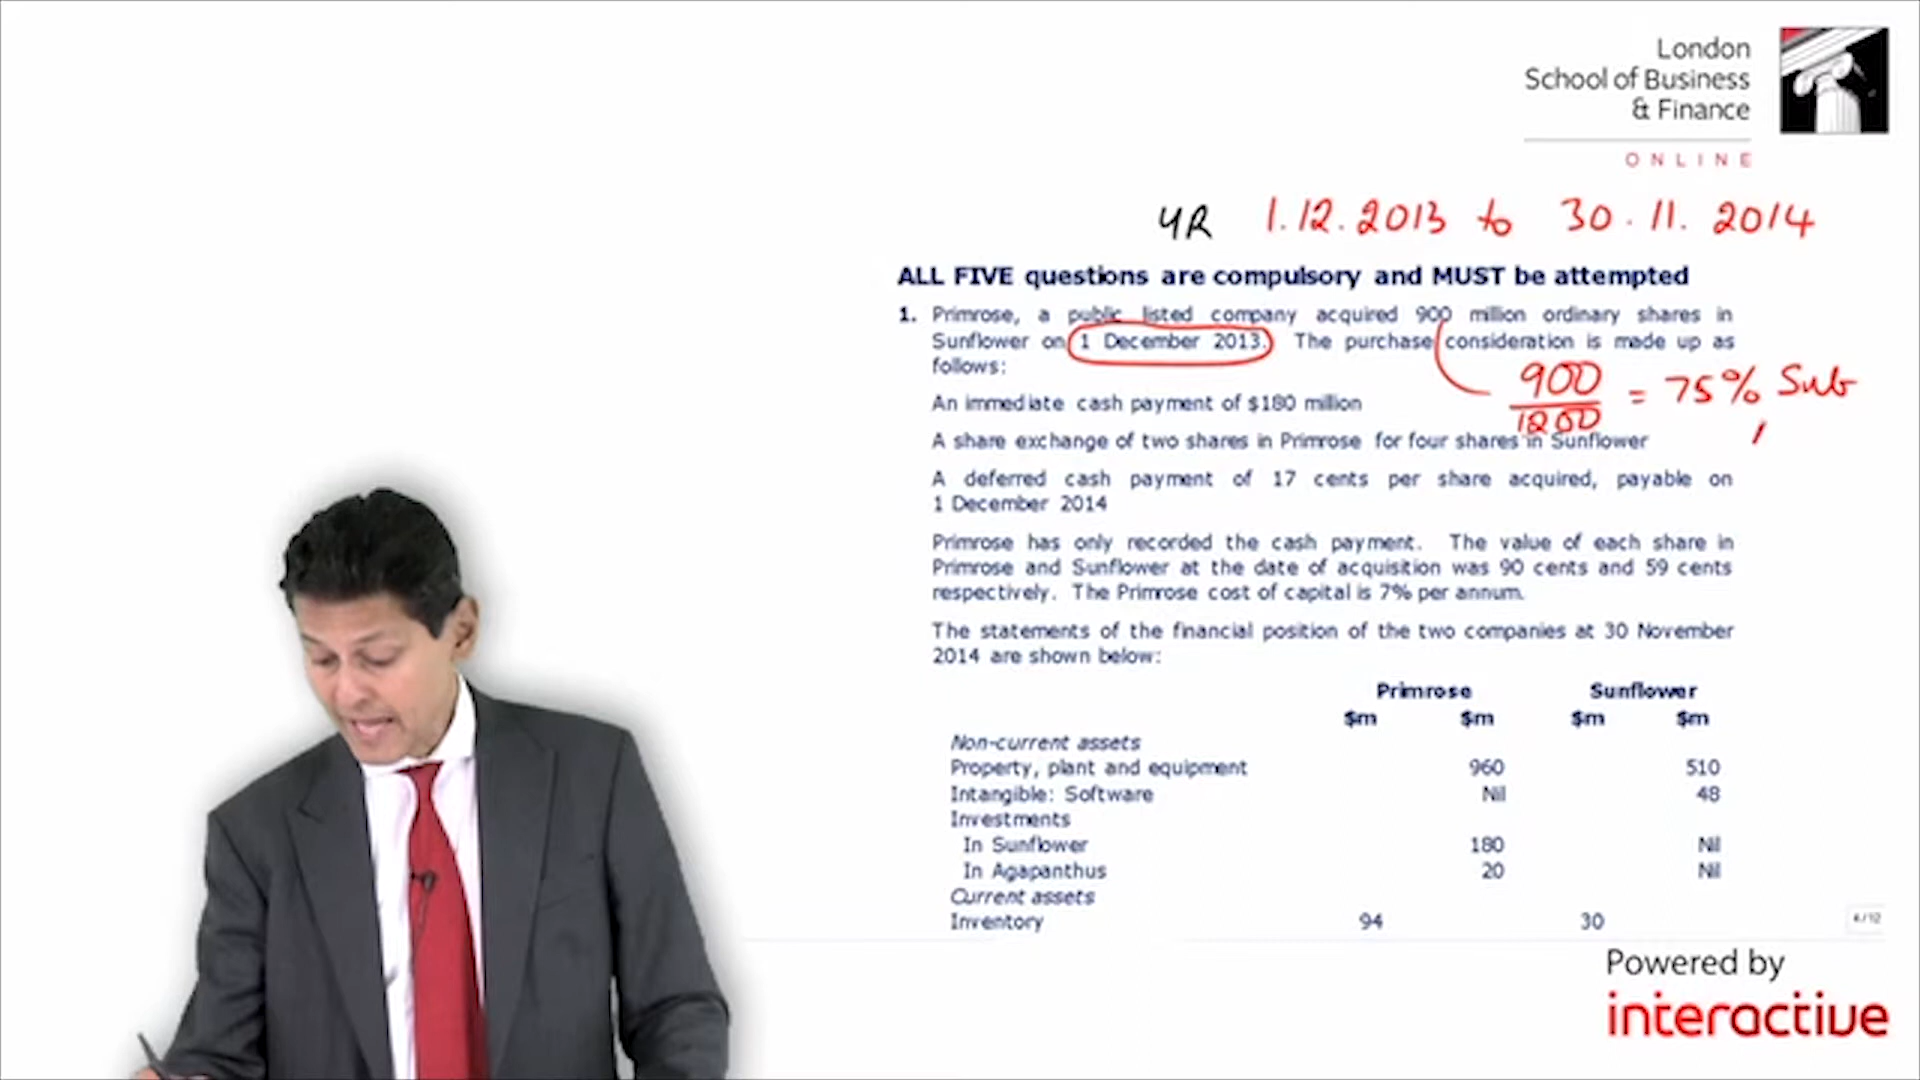 London
School of Business
& Finance
ONLINE
YR 1.12.2013 to 30.11.2014
ALL FIVE questions are compulsory and MUST be attempted
1. Primrose, a public listed company acquired 900 million ordinary shares in
Sunflower on 1 December 2013. The purchase consideration is made up as
follows:
900
1200 = 75% Sub
An immediate cash payment of $180 million
A share exchange of two shares in Primrose for four shares in Sunflower
A deferred cash payment of 17 cents per share acquired, payable on
1 December 2014
Primrose has only recorded the cash payment. The value of each share in
Primrose and Sunflower at the date of acquisition was 90 cents and 59 cents
respectively. The Primrose cost of capital is 7% per annum.
The statements of the financial position of the two companies at 30 November
2014 are shown below:
Primrose Sunflower
$m $m $m $m
Non-current assets
Property, plant and equipment 960 510
Intangible: Software Nil 48
Investments
In Sunflower 180 Nil
In Agapanthus 20 Nil
Current assets
Inventory 94 30
4/12
Powered by
interactive